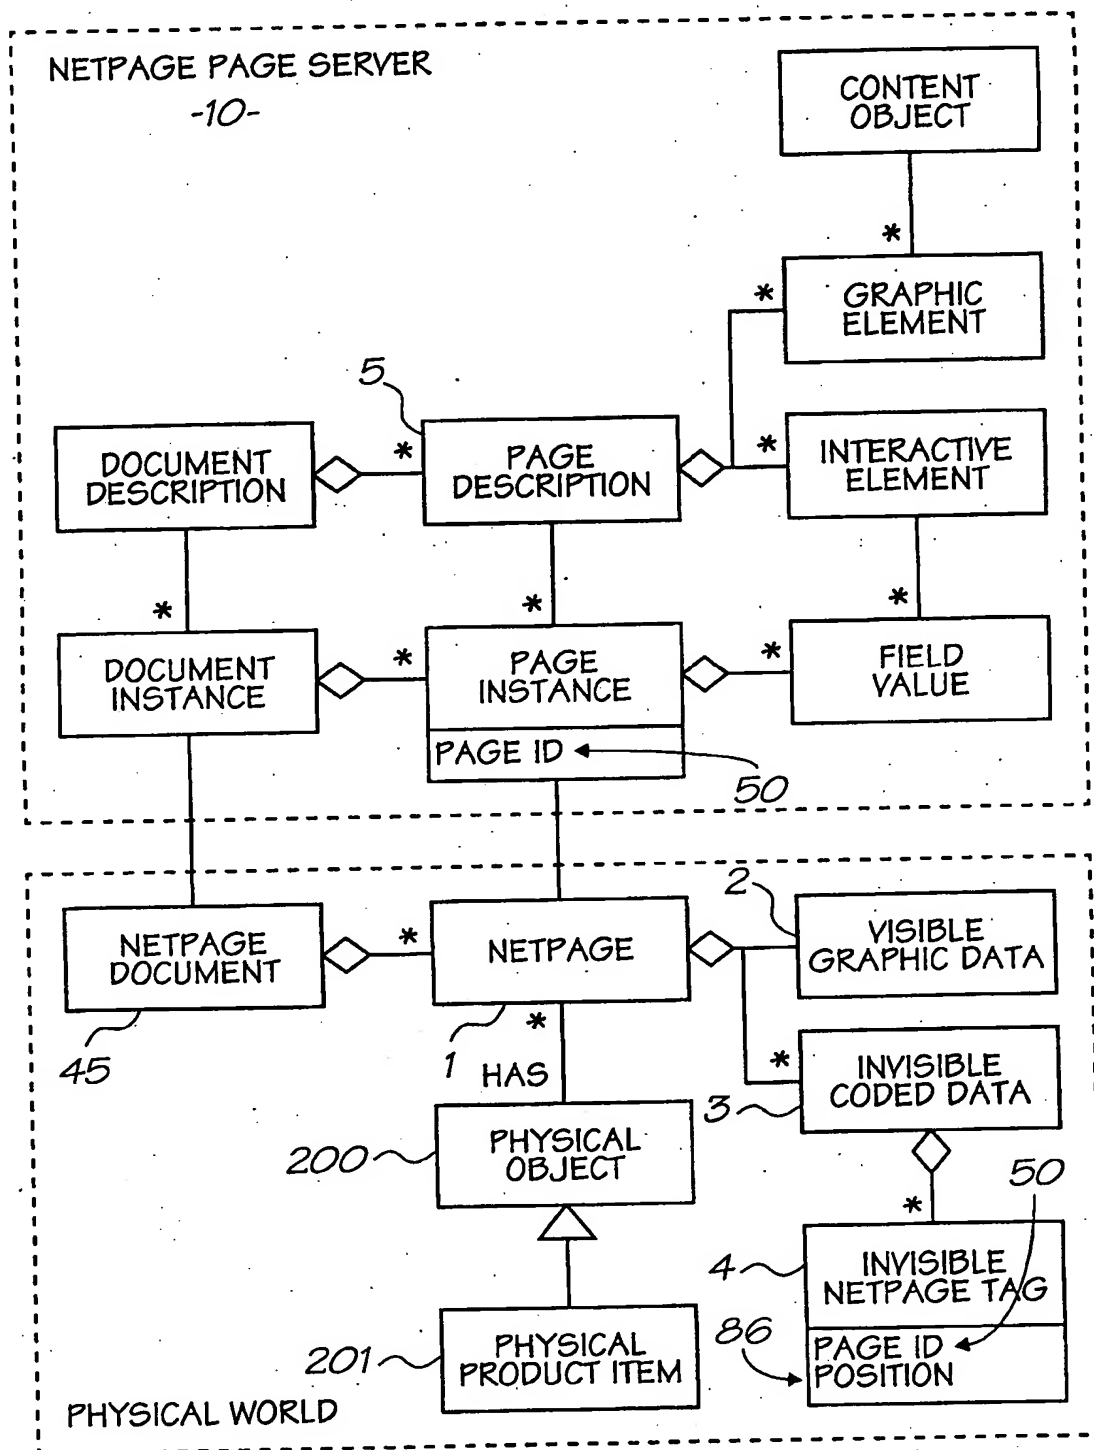 NETPAGE PAGE SERVER
-10-
CONTENT
OBJECT
*
*
GRAPHIC
ELEMENT
5
DOCUMENT
DESCRIPTION
*
PAGE
DESCRIPTION
*
INTERACTIVE
ELEMENT
*
*
*
DOCUMENT
INSTANCE
*
PAGE
INSTANCE
*
FIELD
VALUE
PAGE ID
50
2
NETPAGE
DOCUMENT
*
NETPAGE
VISIBLE
GRAPHIC DATA
45
1
*
HAS
*
3
INVISIBLE
CODED DATA
200
PHYSICAL
OBJECT
50
*
4
INVISIBLE
NETPAGE TAG
201
PHYSICAL
PRODUCT ITEM
86
PAGE ID
POSITION
PHYSICAL WORLD